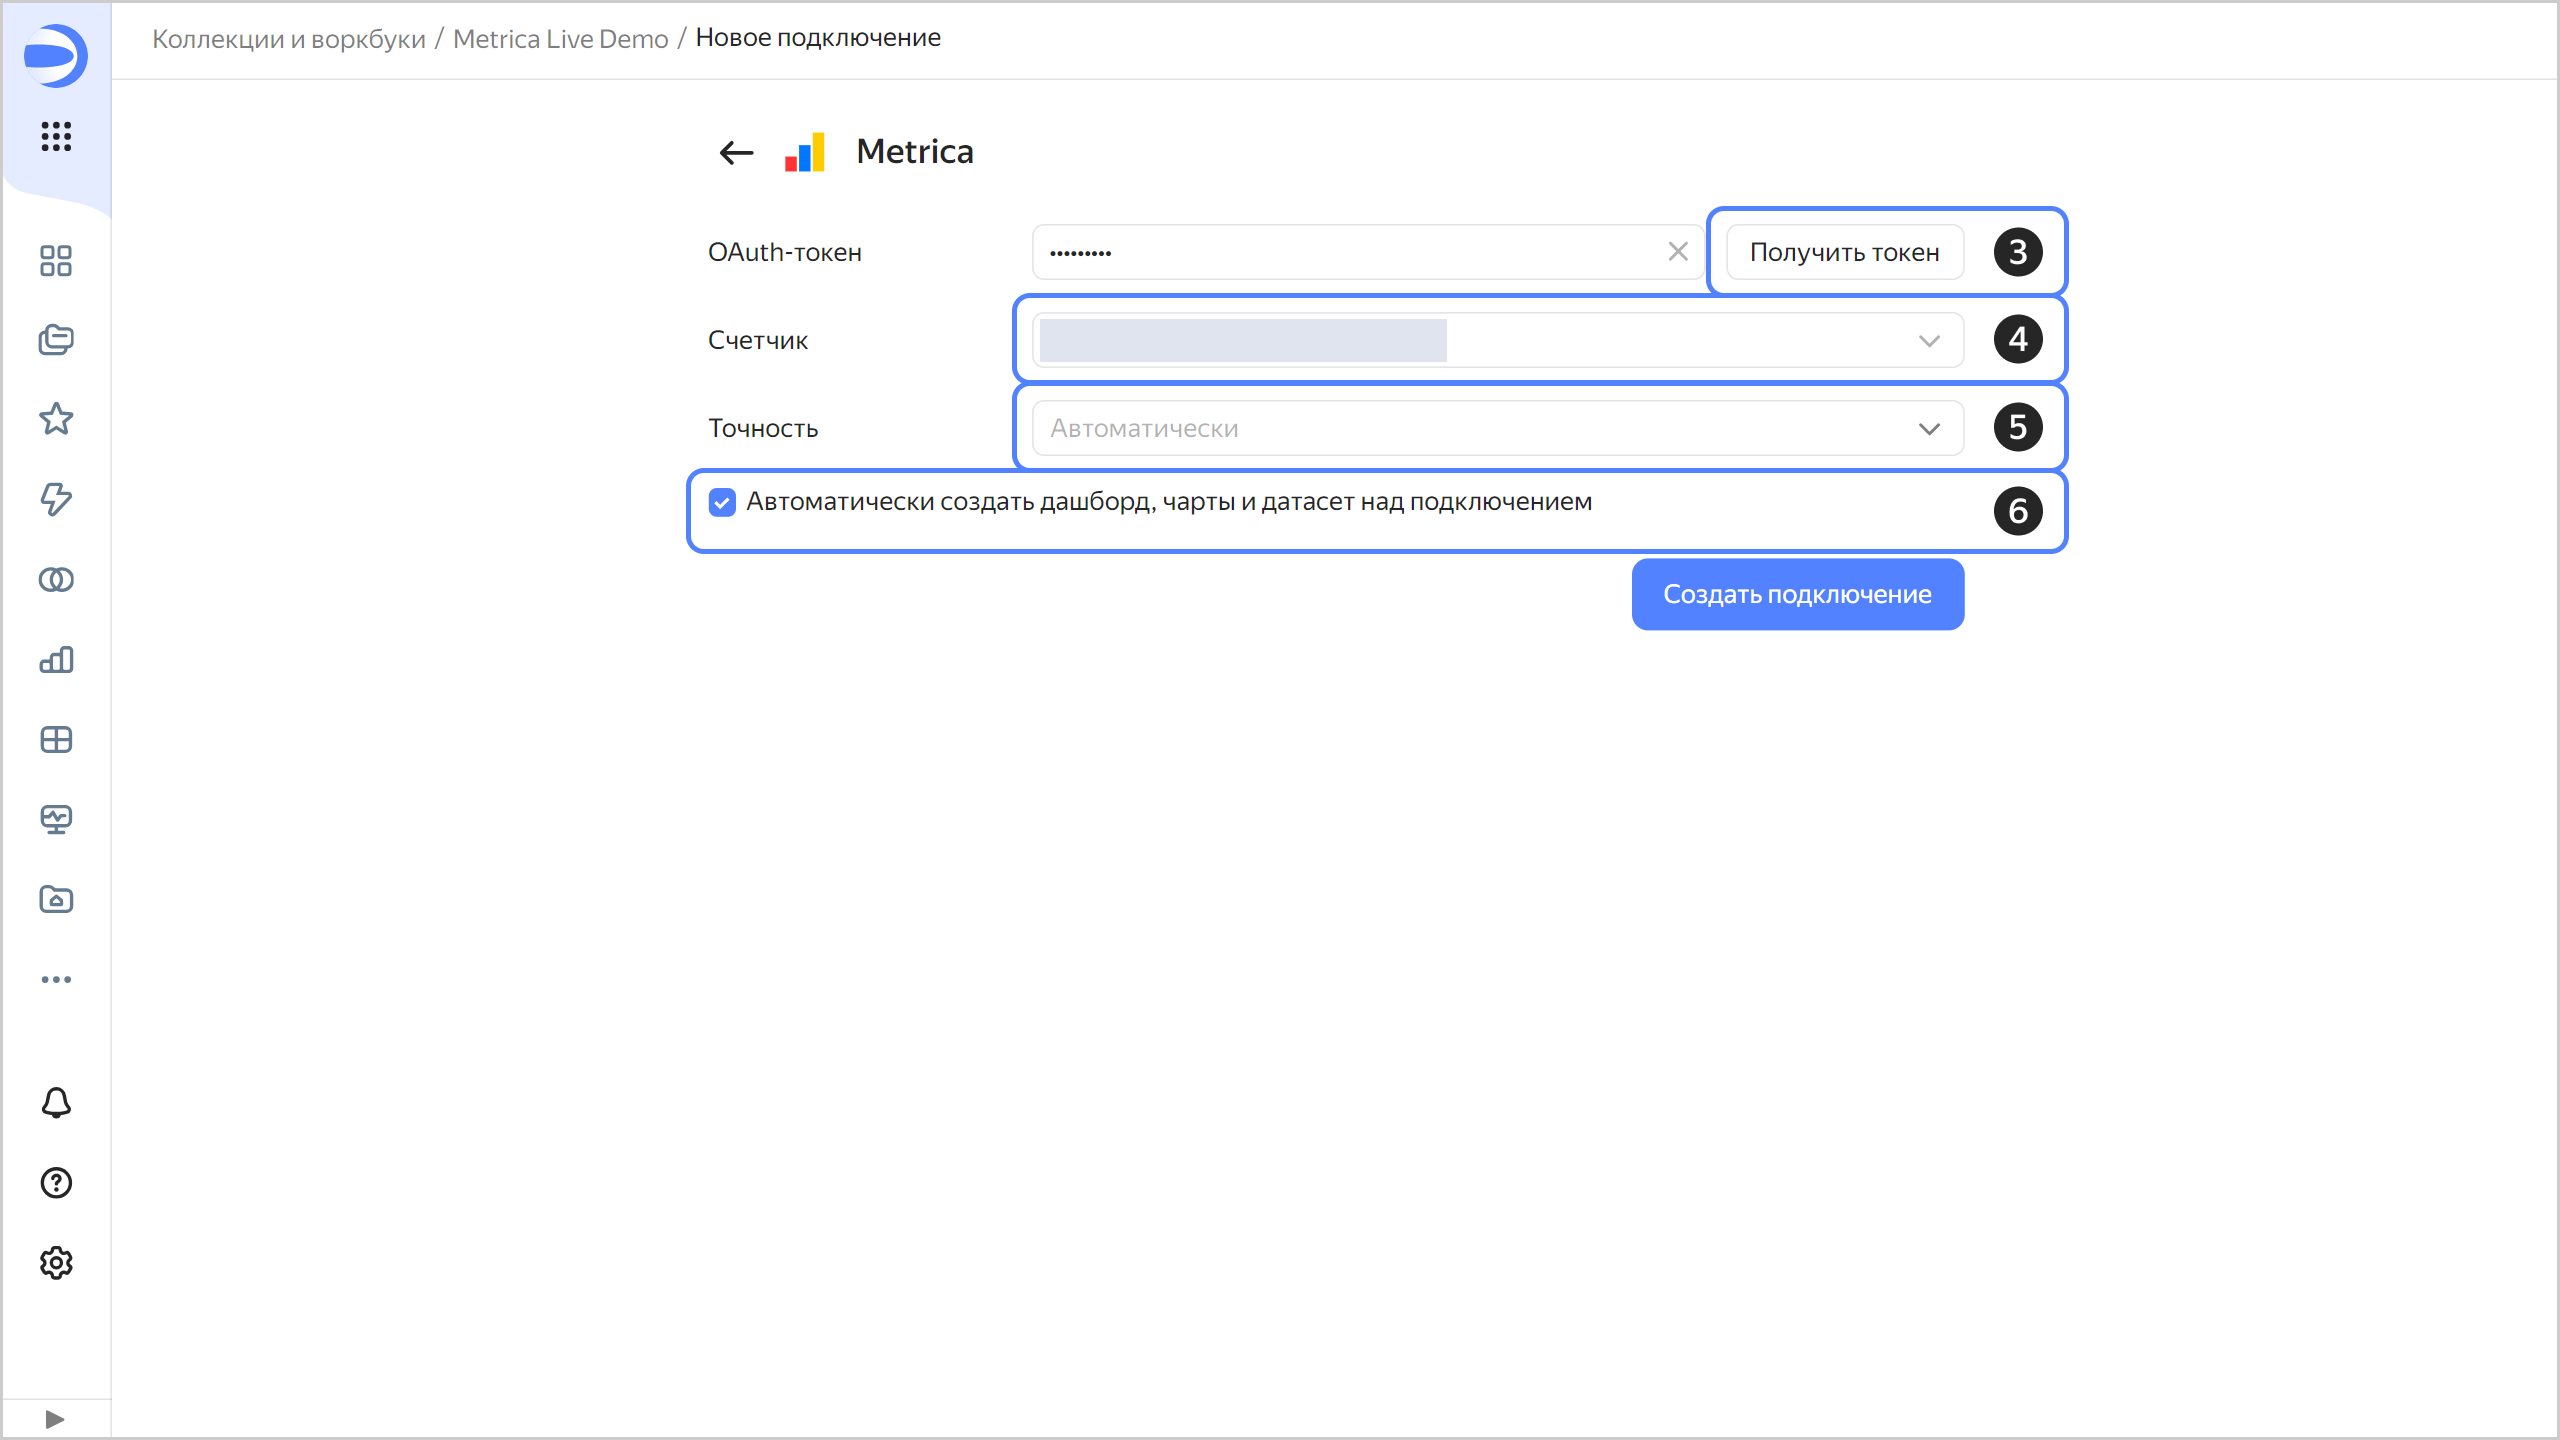 Коллекции и воркбуки / Metrica Live Demo / Новое подключение
Metrica
OAuth-токен ••••••••• Получить токен 3
Счетчик 4
Точность Автоматически 5
Автоматически создать дашборд, чарты и датасет над подключением 6
Создать подключение